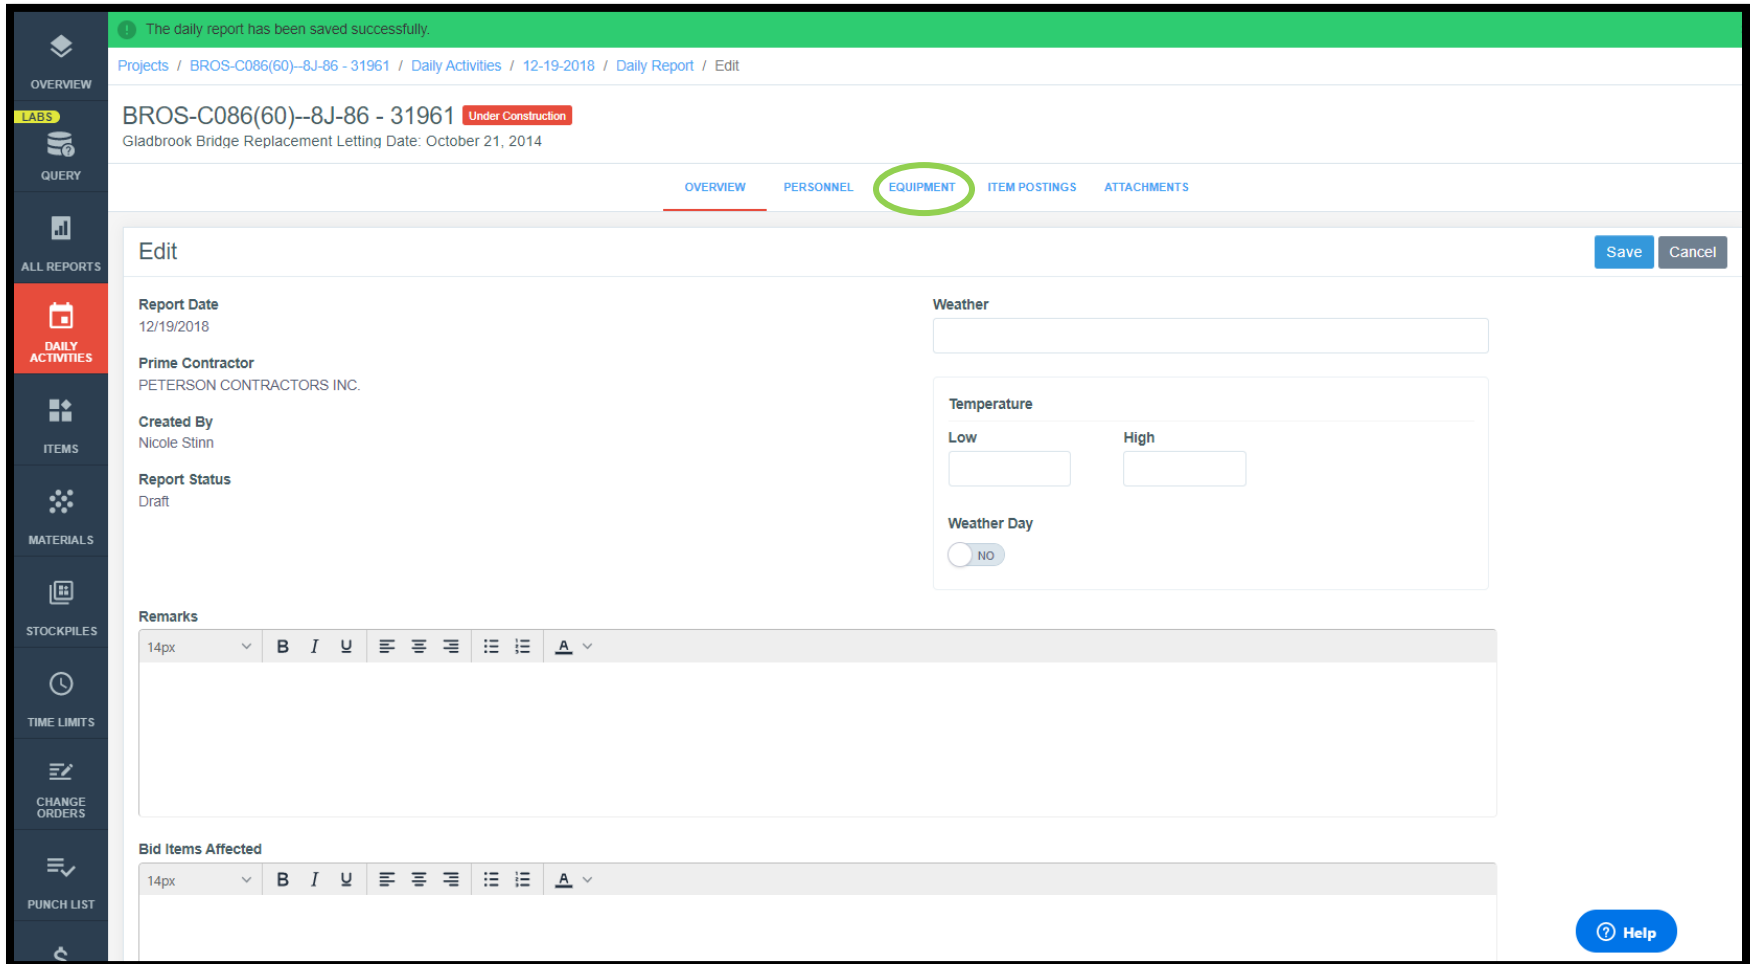 The daily report has been saved successfully.
Projects / BROS-C086(60)--8J-86 - 31961 / Daily Activities / 12-19-2018 / Daily Report / Edit
BROS-C086(60)--8J-86 - 31961 Under Construction
Gladbrook Bridge Replacement Letting Date: October 21, 2014
OVERVIEW PERSONNEL EQUIPMENT ITEM POSTINGS ATTACHMENTS
OVERVIEW
LABS
QUERY
ALL REPORTS
DAILY
ACTIVITIES
ITEMS
MATERIALS
STOCKPILES
TIME LIMITS
CHANGE
ORDERS
PUNCH LIST
Edit
Save Cancel
Report Date
12/19/2018
Prime Contractor
PETERSON CONTRACTORS INC.
Created By
Nicole Stinn
Report Status
Draft
Weather
Temperature
Low High
Weather Day
NO
Remarks
14px B I U A
Bid Items Affected
14px B I U A
Help